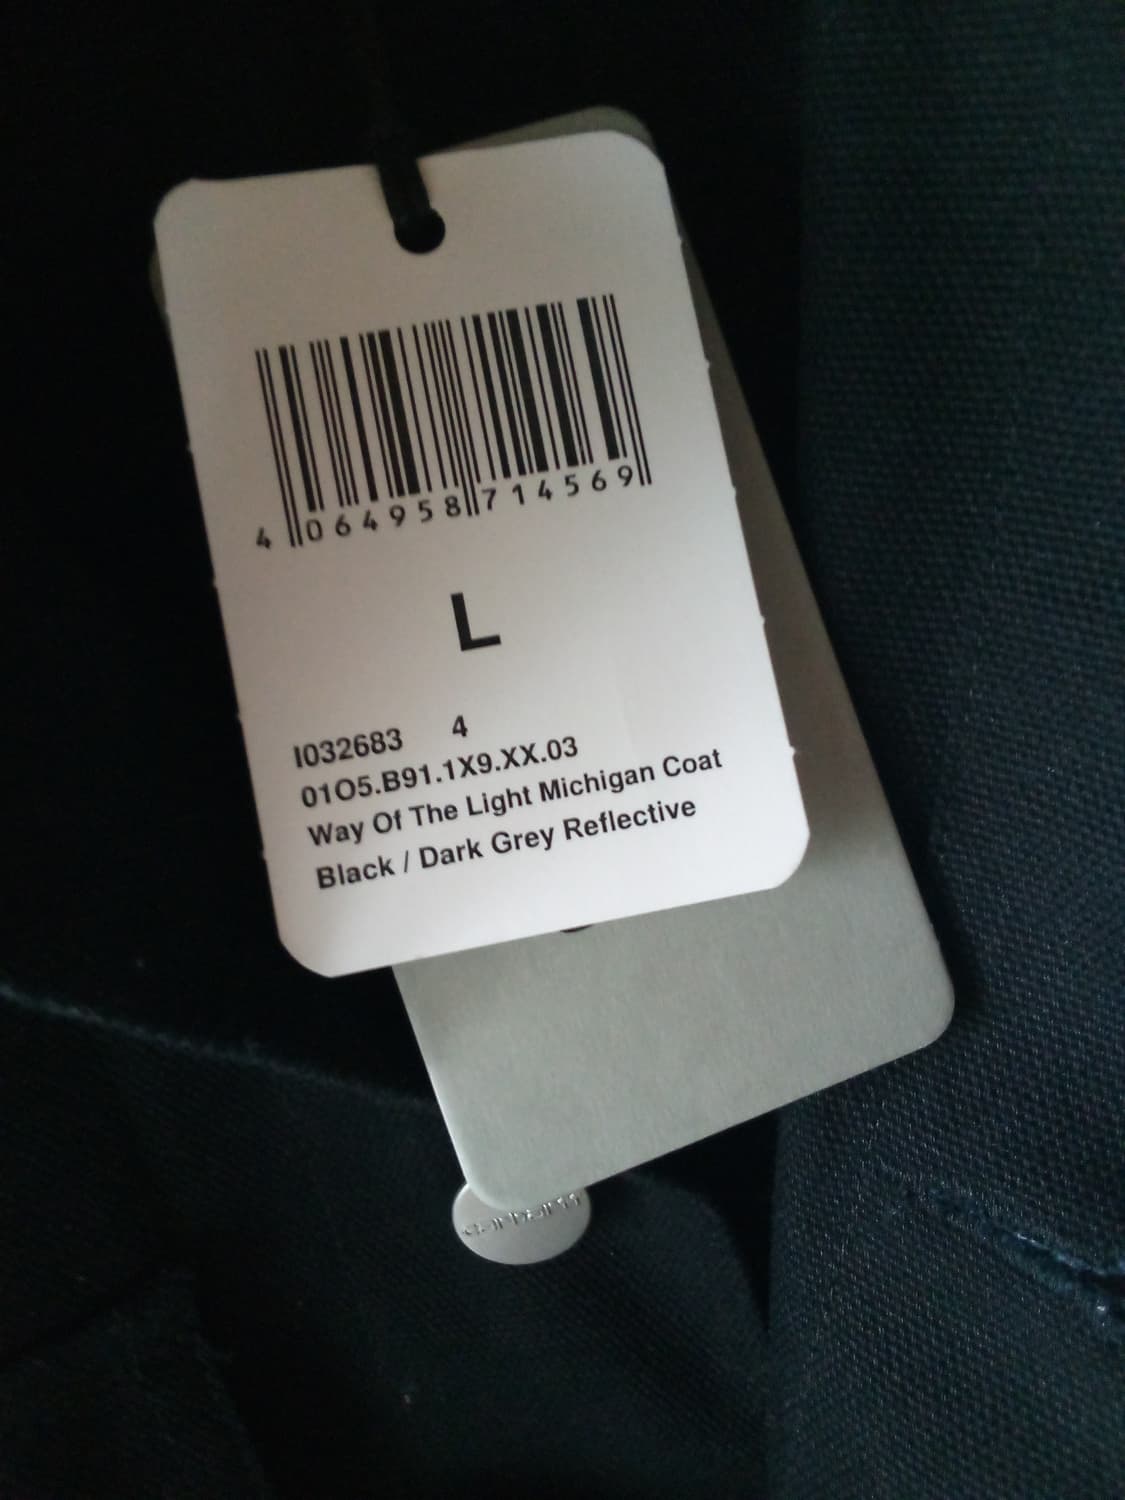 4 064958 714569
L
I032683 4
01O5.B91.1X9.XX.03
Way Of The Light Michigan Coat
Black / Dark Grey Reflective
carhartt